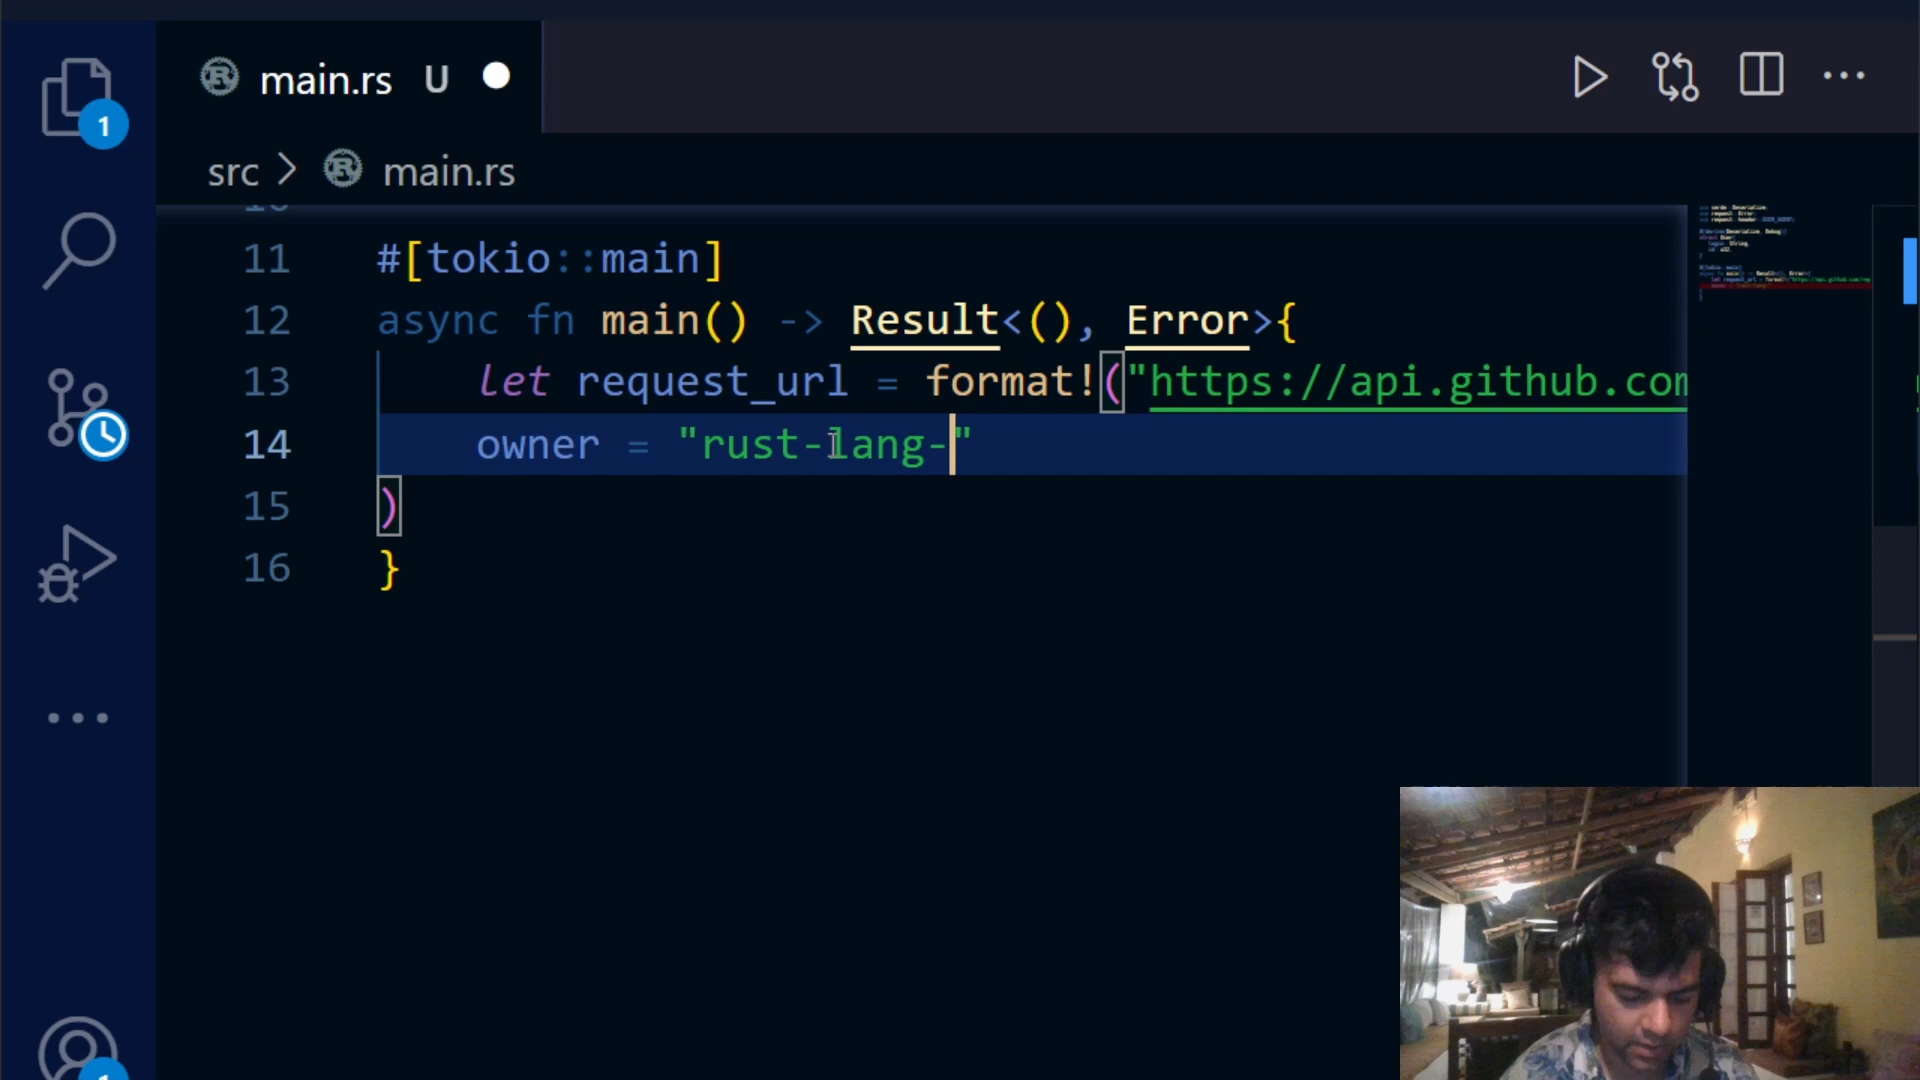 main.rs U
src > main.rs
11 #[tokio::main]
12 async fn main() -> Result<(), Error>{
13 let request_url = format!("https://api.github.com
14 owner = "rust-lang-"
15 )
16 }
1